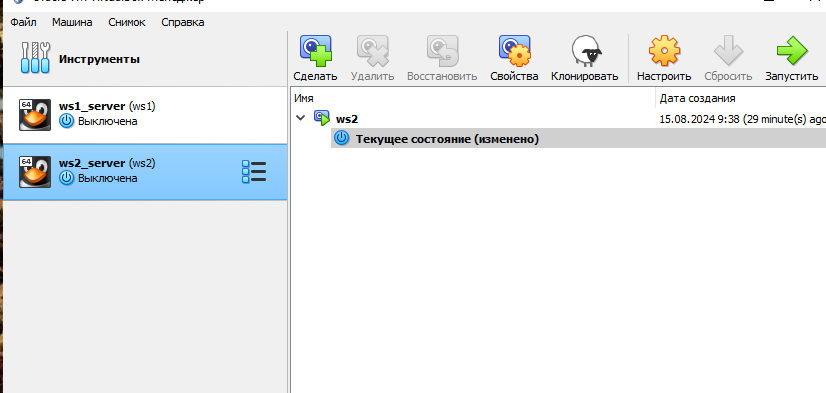 Файл Машина Снимок Справка
Инструменты
ws1_server (ws1)
Выключена
ws2_server (ws2)
Выключена
Сделать Удалить Восстановить Свойства Клонировать Настроить Сбросить Запустить
Имя Дата создания
ws2 15.08.2024 9:38 (29 minute(s) ago
Текущее состояние (изменено)
64
64